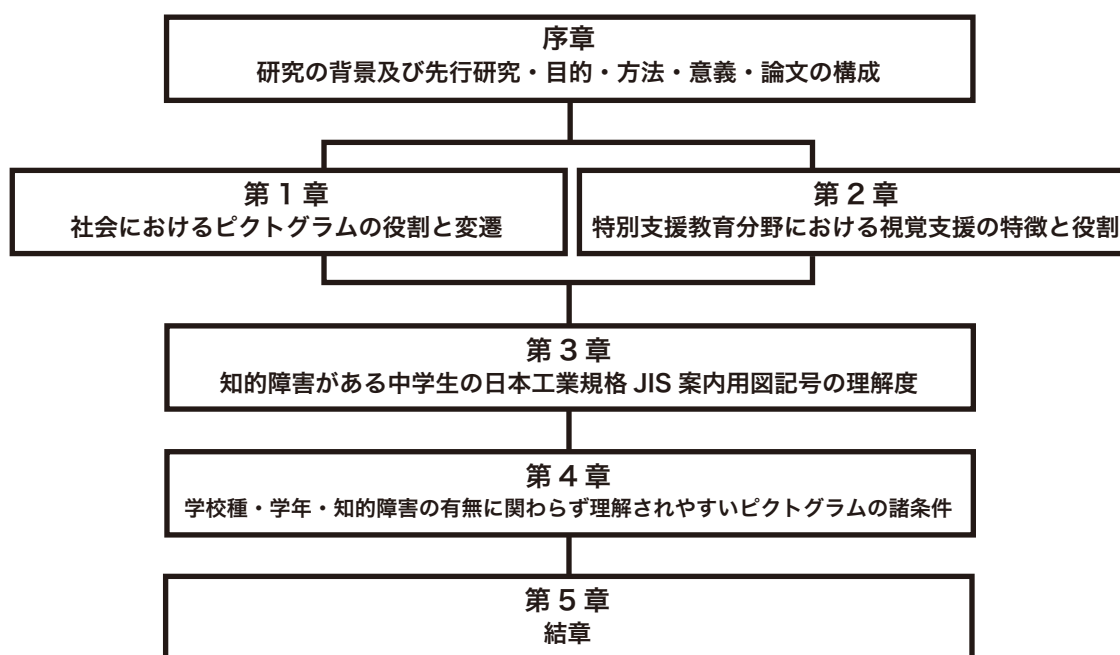 序章
研究の背景及び先行研究・目的・方法・意義・論文の構成
第 1 章
社会におけるピクトグラムの役割と変遷
第 2 章
特別支援教育分野における視覚支援の特徴と役割
第 3 章
知的障害がある中学生の日本工業規格 JIS 案内用図記号の理解度
第 4 章
学校種・学年・知的障害の有無に関わらず理解されやすいピクトグラムの諸条件
第 5 章
結章